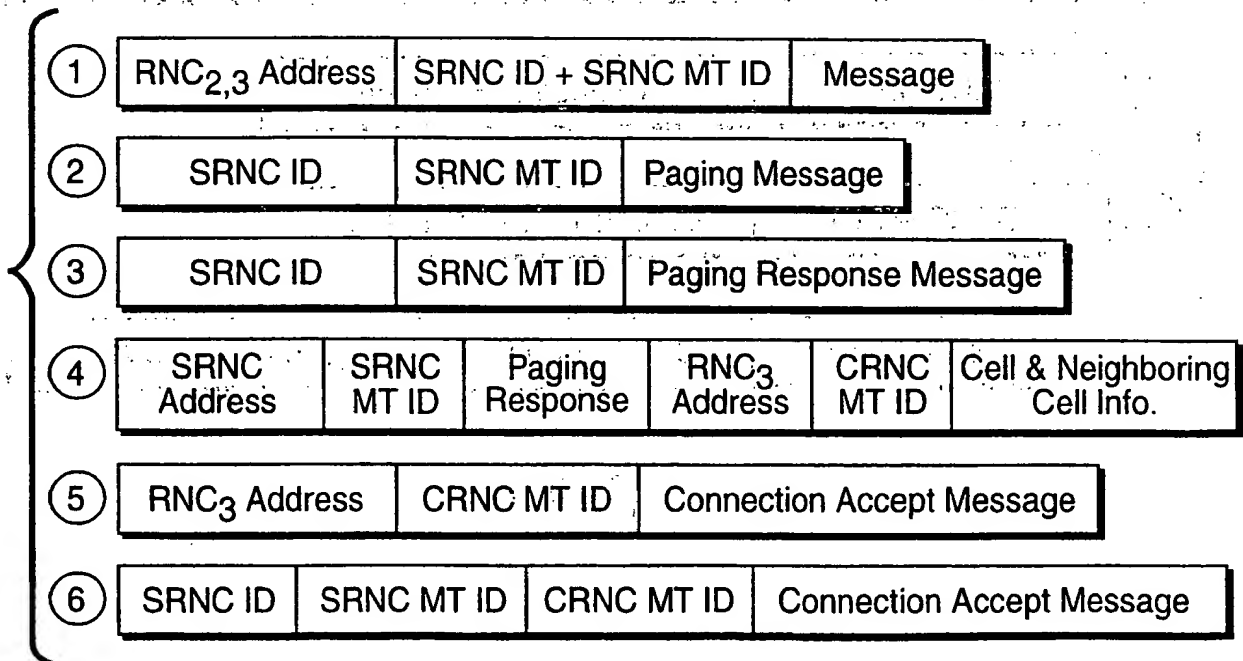 1 RNC2,3 Address SRNC ID + SRNC MT ID Message
2 SRNC ID SRNC MT ID Paging Message
3 SRNC ID SRNC MT ID Paging Response Message
4 SRNC Address SRNC MT ID Paging Response RNC3 Address CRNC MT ID Cell & Neighboring Cell Info.
5 RNC3 Address CRNC MT ID Connection Accept Message
6 SRNC ID SRNC MT ID CRNC MT ID Connection Accept Message